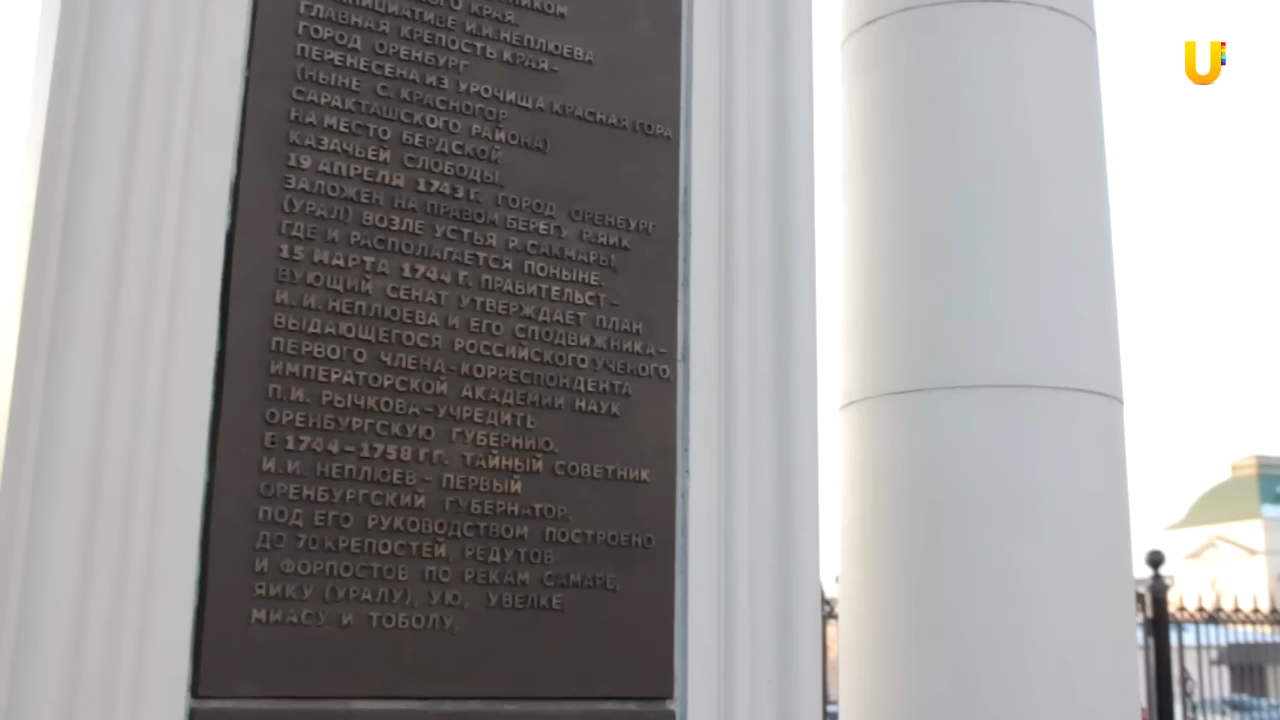 КРАЯ.
И.И.НЕПЛЮЕВА
ГЛАВНАЯ КРЕПОСТЬ КРАЯ-
ГОРОД ОРЕНБУРГ
ПЕРЕНЕСЕНА ИЗ УРОЧИЩА КРАСНАЯ ГОРА
(НЫНЕ С. КРАСНОГОР
САРАКТАШСКОГО РАЙОНА)
НА МЕСТО БЕРДСКОЙ
КАЗАЧЬЕЙ СЛОБОДЫ.
19 АПРЕЛЯ 1743 Г. ГОРОД ОРЕНБУРГ
ЗАЛОЖЕН НА ПРАВОМ БЕРЕГУ Р.ЯИК
(УРАЛ) ВОЗЛЕ УСТЬЯ Р.САКМАРЫ,
ГДЕ И РАСПОЛАГАЕТСЯ ПОНЫНЕ.
15 МАРТА 1744 Г. ПРАВИТЕЛЬСТ-
ВУЮЩИЙ СЕНАТ УТВЕРЖДАЕТ ПЛАН
И. И. НЕПЛЮЕВА И ЕГО СПОДВИЖНИКА-
ВЫДАЮЩЕГОСЯ РОССИЙСКОГО УЧЕНОГО,
ПЕРВОГО ЧЛЕНА-КОРРЕСПОНДЕНТА
ИМПЕРАТОРСКОЙ АКАДЕМИИ НАУК
П.И. РЫЧКОВА-УЧРЕДИТЬ
ОРЕНБУРГСКУЮ ГУБЕРНИЮ.
В 1744-1758 ГГ. ТАЙНЫЙ СОВЕТНИК
И.И. НЕПЛЮЕВ - ПЕРВЫЙ
ОРЕНБУРГСКИЙ ГУБЕРНАТОР.
ПОД ЕГО РУКОВОДСТВОМ ПОСТРОЕНО
ДО 70 КРЕПОСТЕЙ, РЕДУТОВ
И ФОРПОСТОВ ПО РЕКАМ САМАРЕ,
ЯИКУ (УРАЛУ), УЮ, УВЕЛКЕ,
МИАСУ И ТОБОЛУ,
U